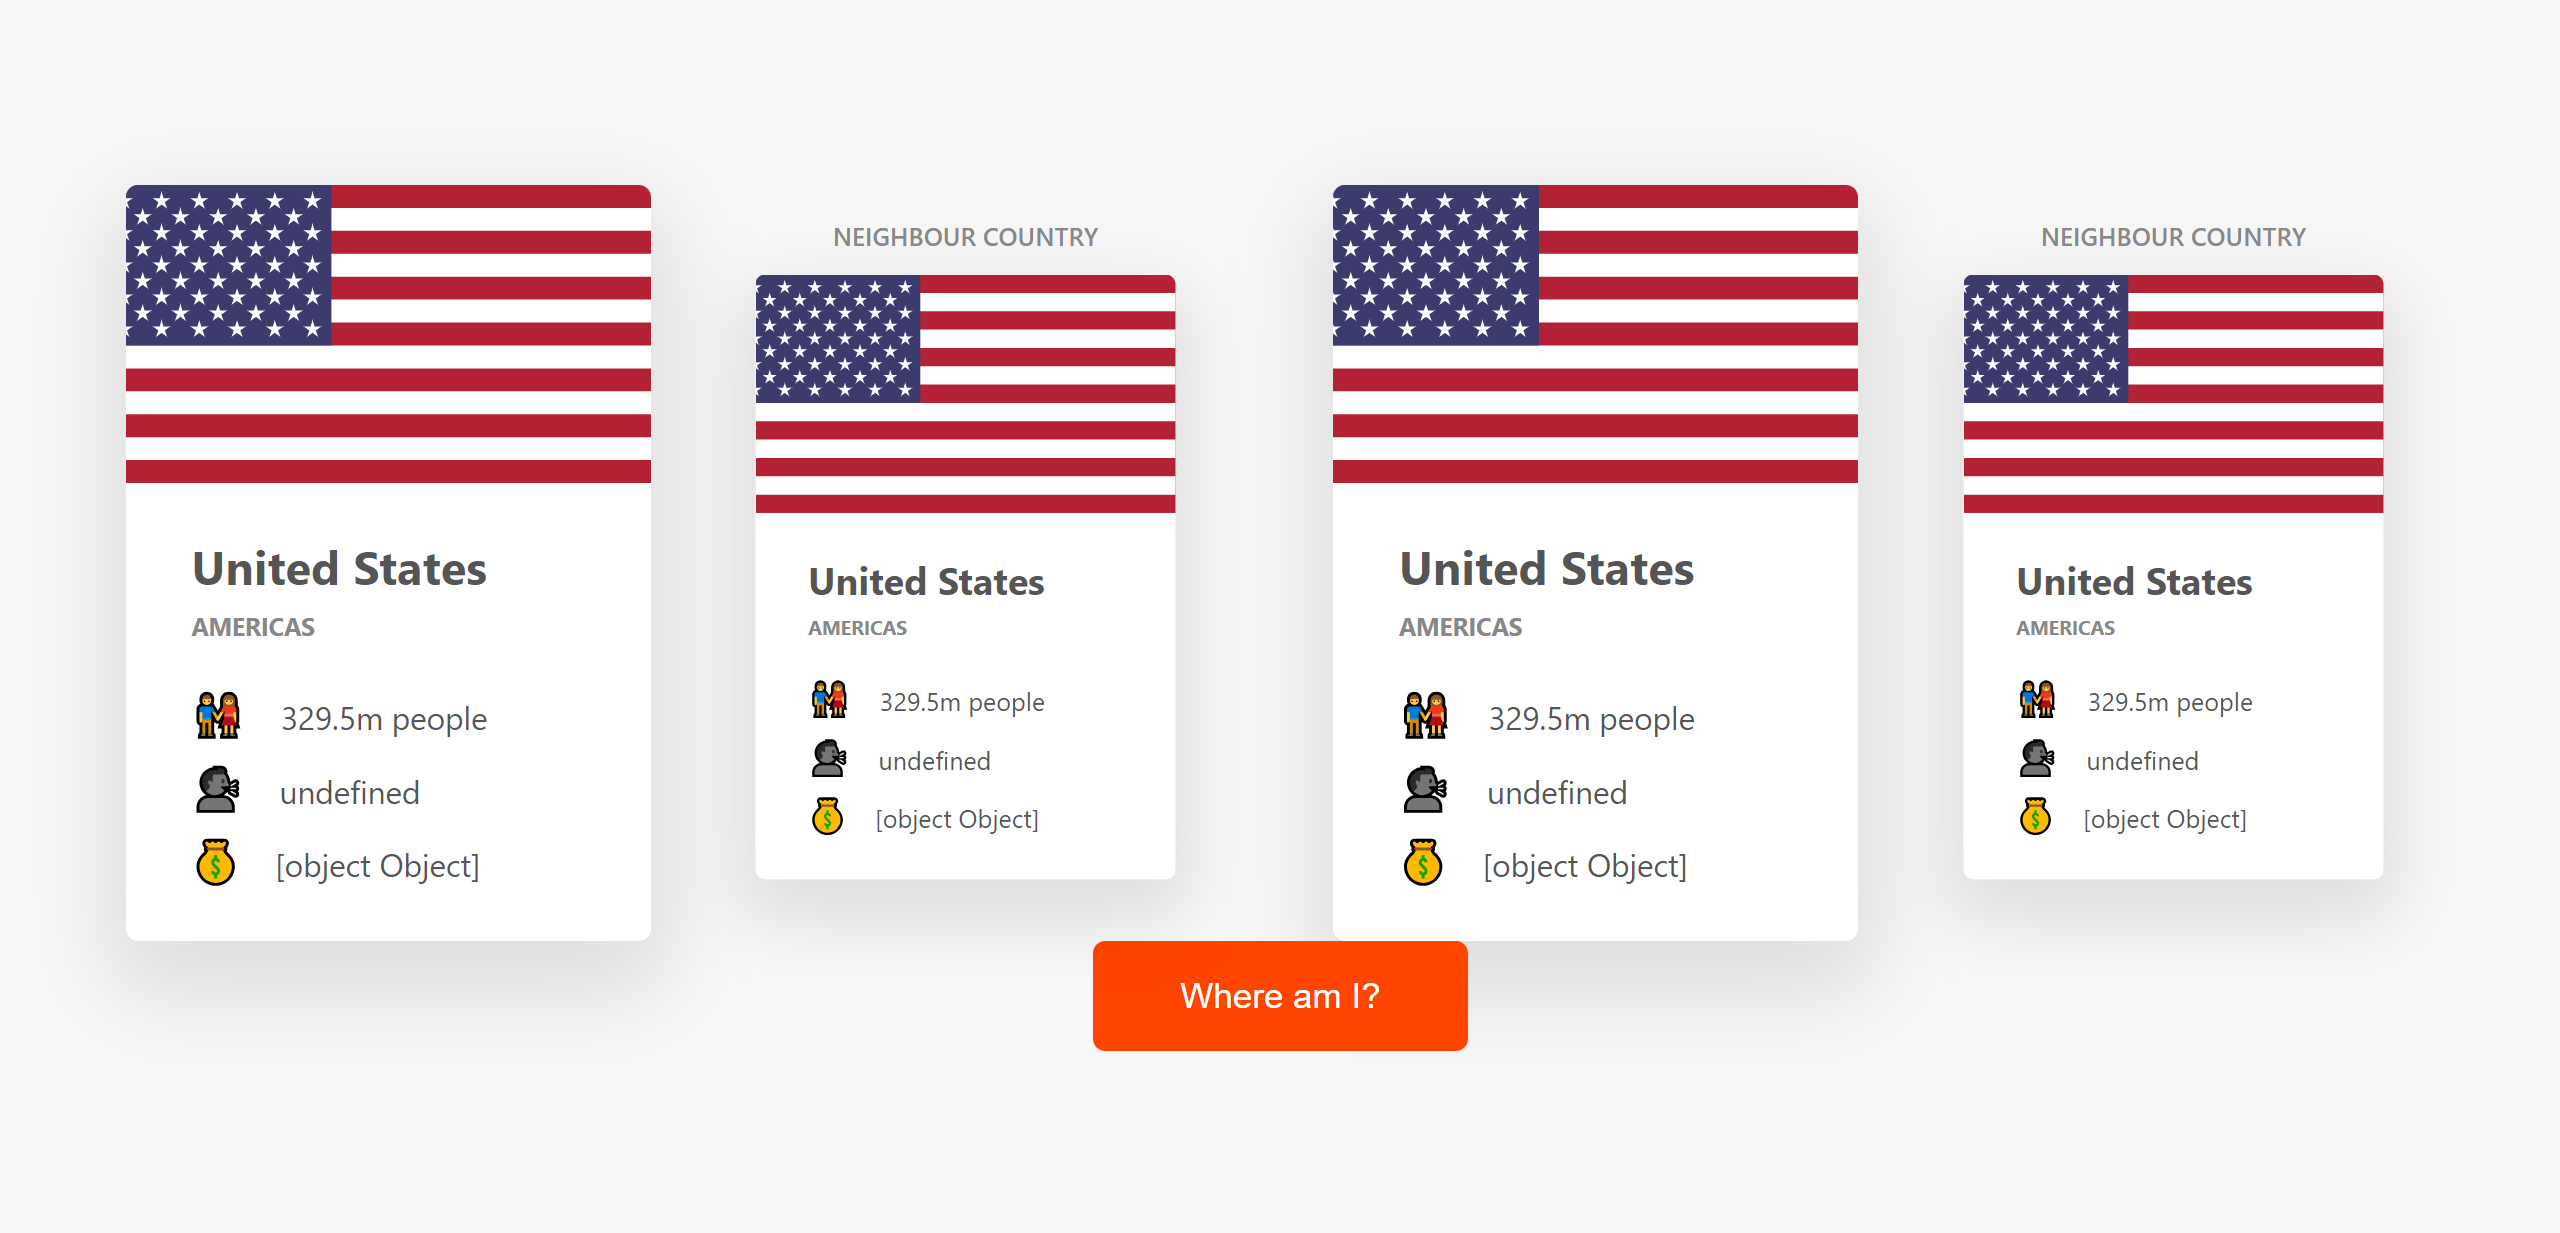 United States
AMERICAS
329.5m people
undefined
[object Object]
NEIGHBOUR COUNTRY
United States
AMERICAS
329.5m people
undefined
[object Object]
United States
AMERICAS
329.5m people
undefined
[object Object]
NEIGHBOUR COUNTRY
United States
AMERICAS
329.5m people
undefined
[object Object]
Where am I?